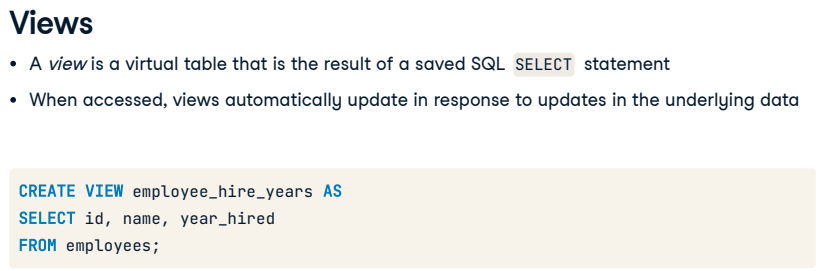 Views
• A view is a virtual table that is the result of a saved SQL SELECT statement
• When accessed, views automatically update in response to updates in the underlying data
CREATE VIEW employee_hire_years AS
SELECT id, name, year_hired
FROM employees;